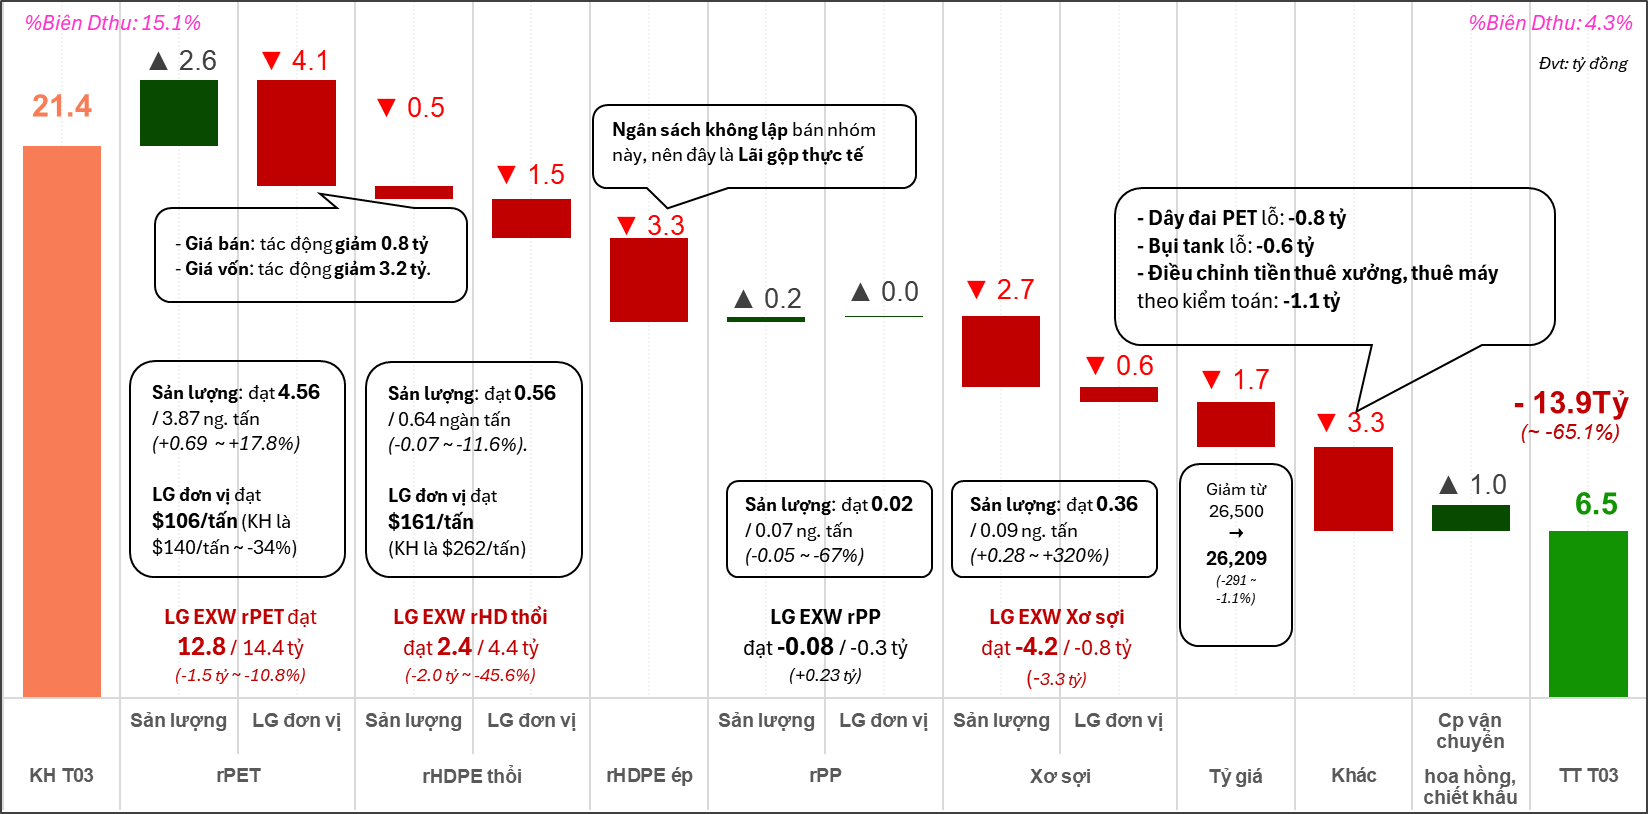 %Biên Dthu: 15.1%
%Biên Dthu: 4.3%
Đvt: tỷ đồng
21.4
▲ 2.6
▼ 4.1
▼ 0.5
▼ 1.5
▼ 3.3
▲ 0.2
▲ 0.0
▼ 2.7
▼ 0.6
▼ 1.7
▼ 3.3
▲ 1.0
6.5
- 13.9Tỷ
(~ -65.1%)
- Giá bán: tác động giảm 0.8 tỷ
- Giá vốn: tác động giảm 3.2 tỷ.
Ngân sách không lập bán nhóm
này, nên đây là Lãi gộp thực tế
- Dây đai PET lỗ: -0.8 tỷ
- Bụi tank lỗ: -0.6 tỷ
- Điều chỉnh tiền thuê xưởng, thuê máy
theo kiểm toán: -1.1 tỷ
Sản lượng: đạt 4.56
/ 3.87 ng. tấn
(+0.69 ~ +17.8%)
LG đơn vị đạt
$106/tấn (KH là
$140/tấn ~ -34%)
Sản lượng: đạt 0.56
/ 0.64 ngàn tấn
(-0.07 ~ -11.6%).
LG đơn vị đạt
$161/tấn
(KH là $262/tấn)
Sản lượng: đạt 0.02
/ 0.07 ng. tấn
(-0.05 ~ -67%)
Sản lượng: đạt 0.36
/ 0.09 ng. tấn
(+0.28 ~ +320%)
Giảm từ
26,500
→
26,209
(-291 ~
-1.1%)
LG EXW rPET đạt
12.8 / 14.4 tỷ
(-1.5 tỷ ~ -10.8%)
LG EXW rHD thổi
đạt 2.4 / 4.4 tỷ
(-2.0 tỷ ~ -45.6%)
LG EXW rPP
đạt -0.08 / -0.3 tỷ
(+0.23 tỷ)
LG EXW Xơ sợi
đạt -4.2 / -0.8 tỷ
(-3.3 tỷ)
Sản lượng
LG đơn vị
Sản lượng
LG đơn vị
Sản lượng
LG đơn vị
Sản lượng
LG đơn vị
Cp vận
chuyển
KH T03
rPET
rHDPE thổi
rHDPE ép
rPP
Xơ sợi
Tỷ giá
Khác
hoa hồng,
chiết khấu
TT T03